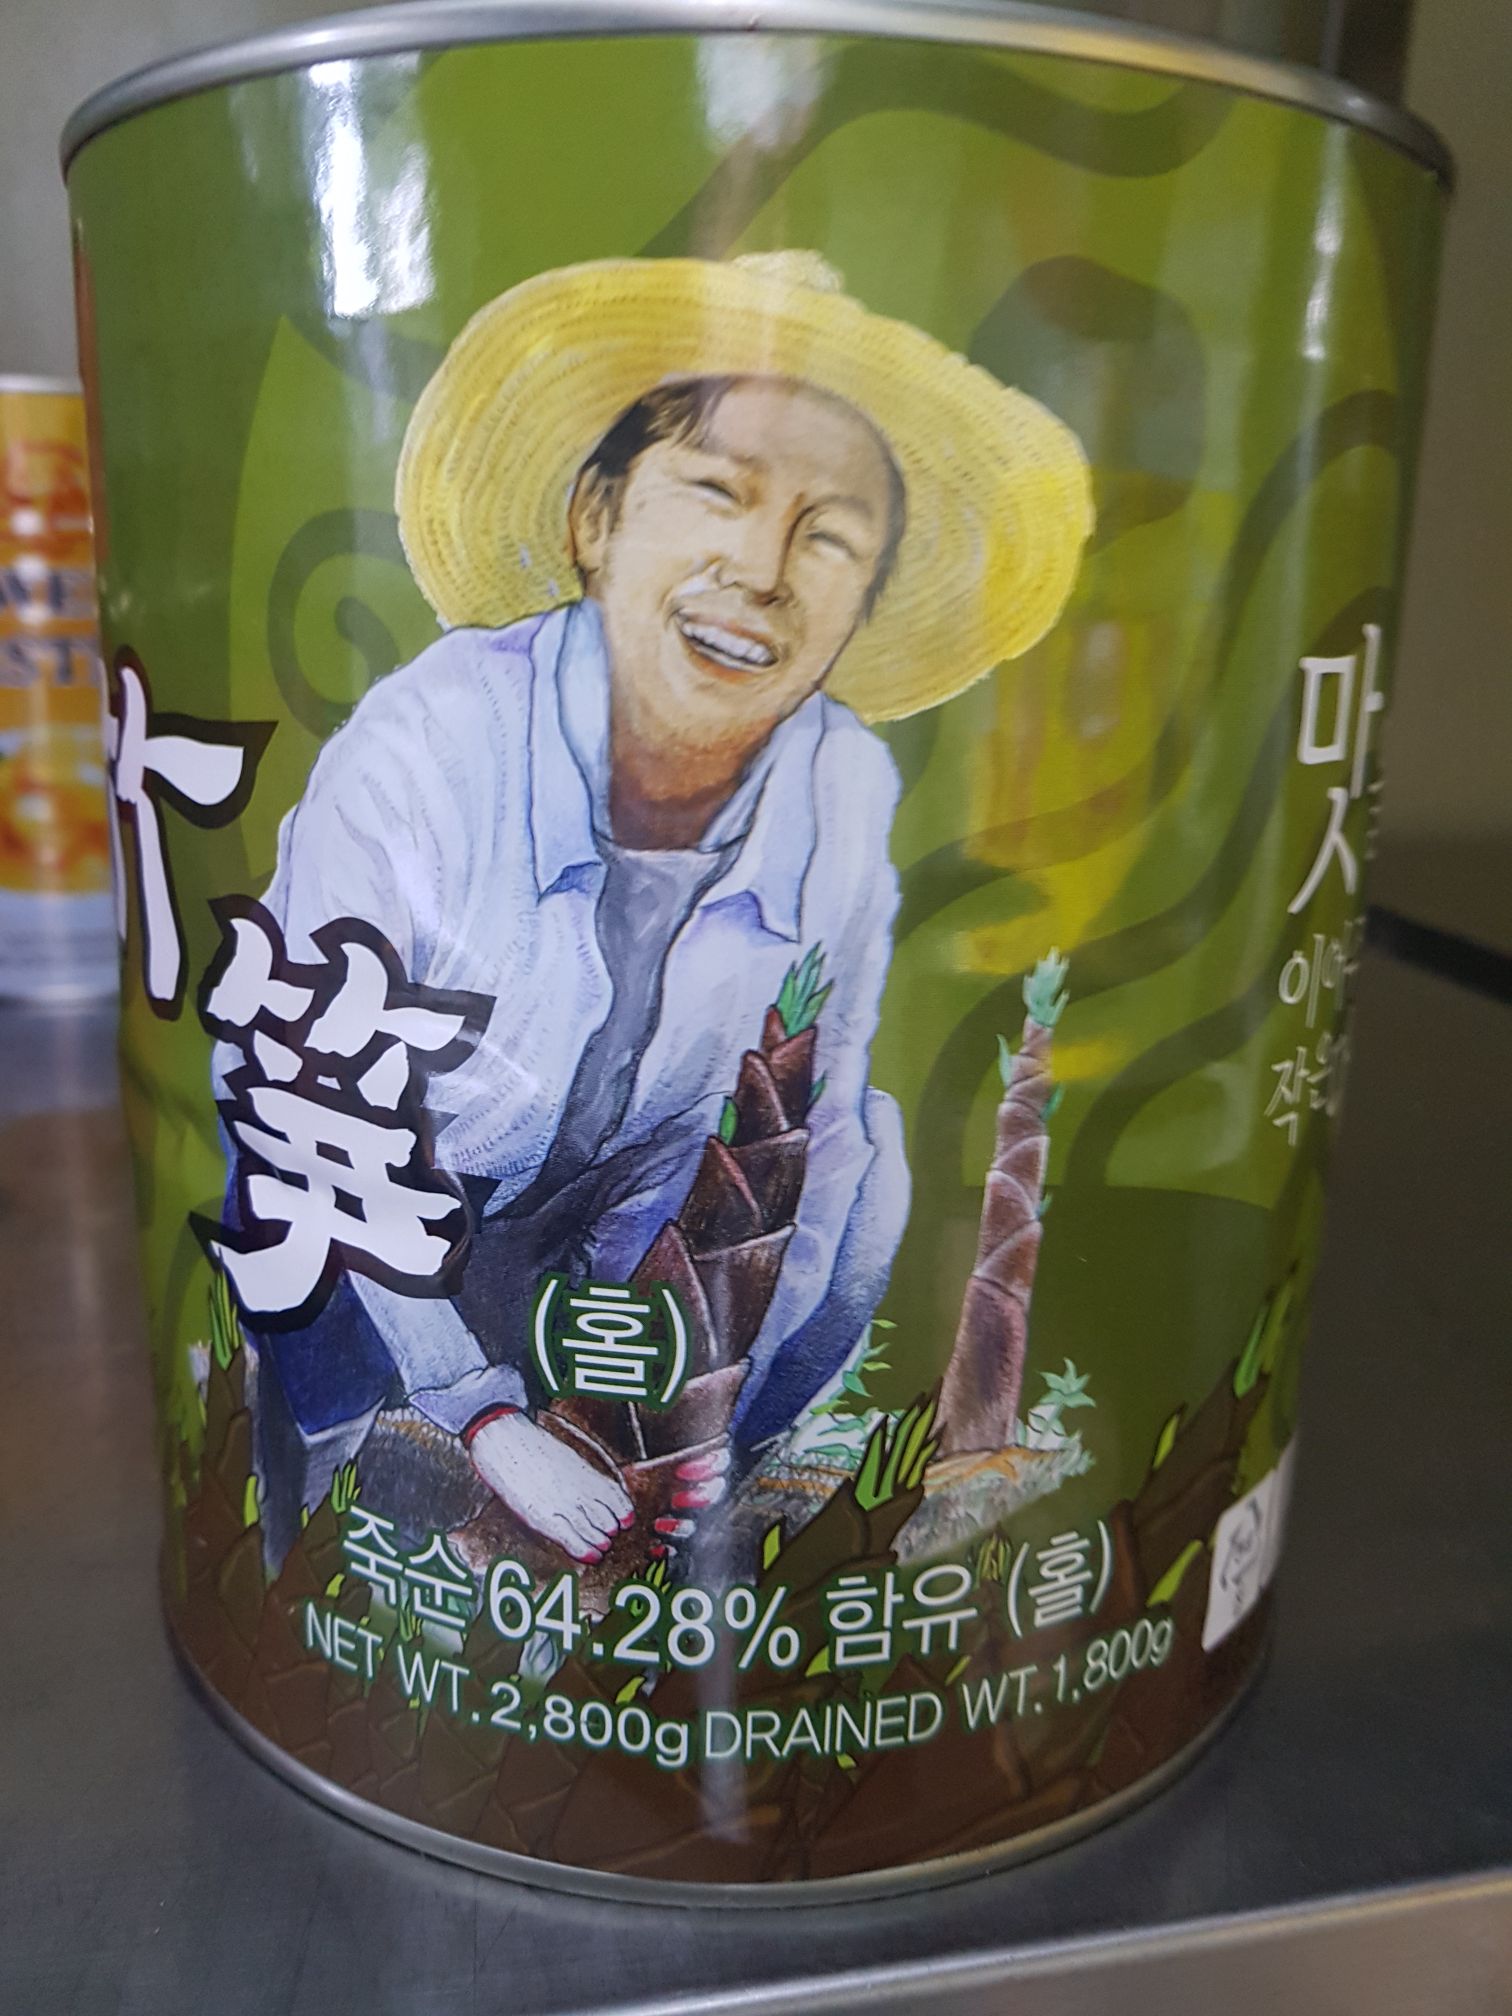 竹
筍
(홀)
맛
죽순 64.28% 함유 (홀)
NET WT. 2,800g DRAINED WT. 1,800g